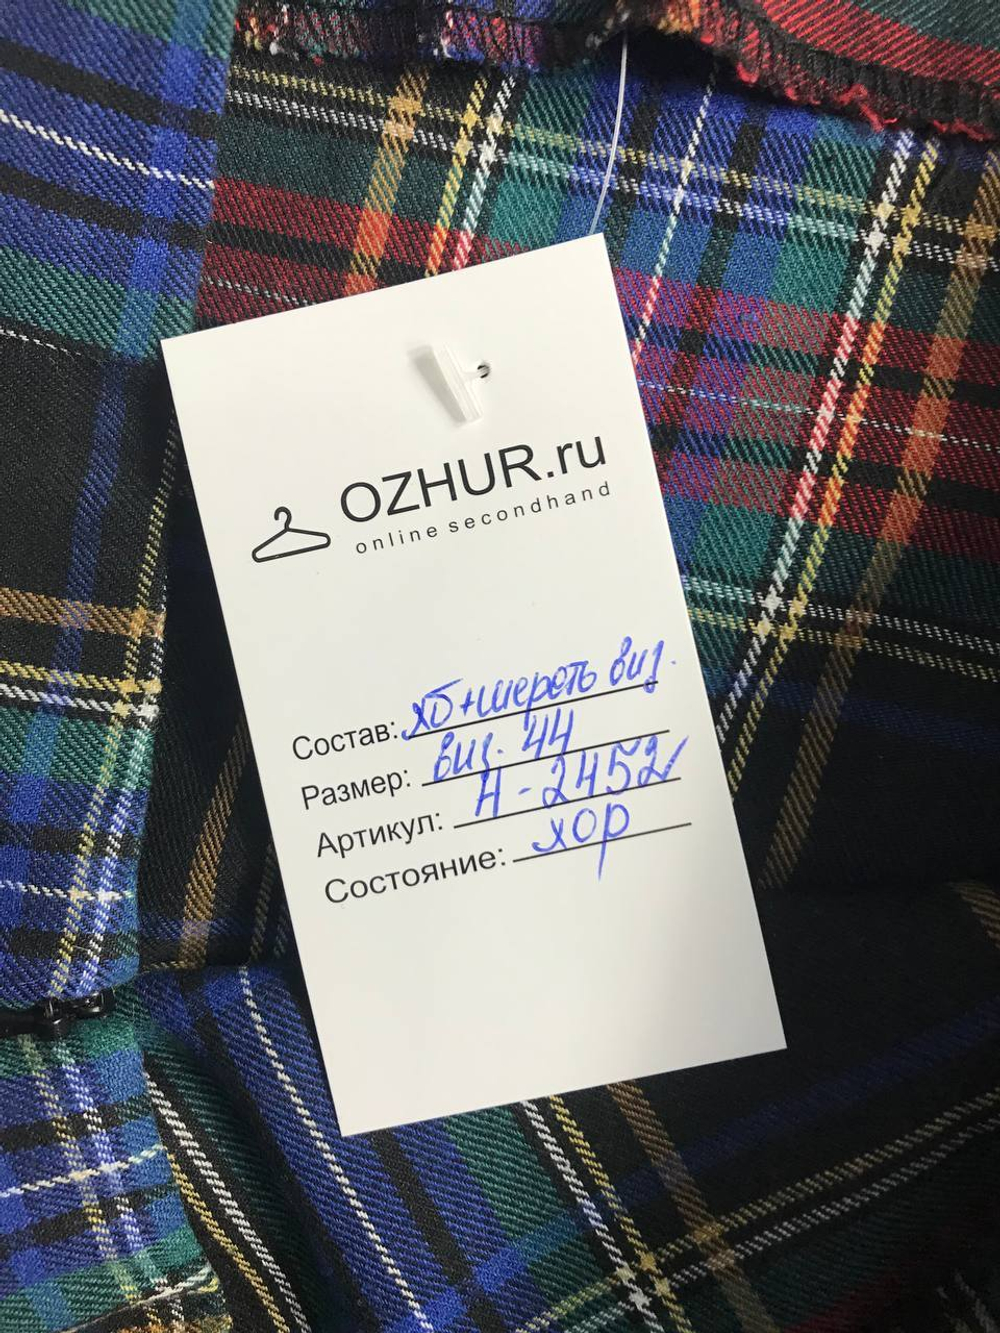 OZHUR.ru
online secondhand
Состав: хб+шерсть виз.
Размер: виз. 44
Артикул: Н-2452
Состояние: хор